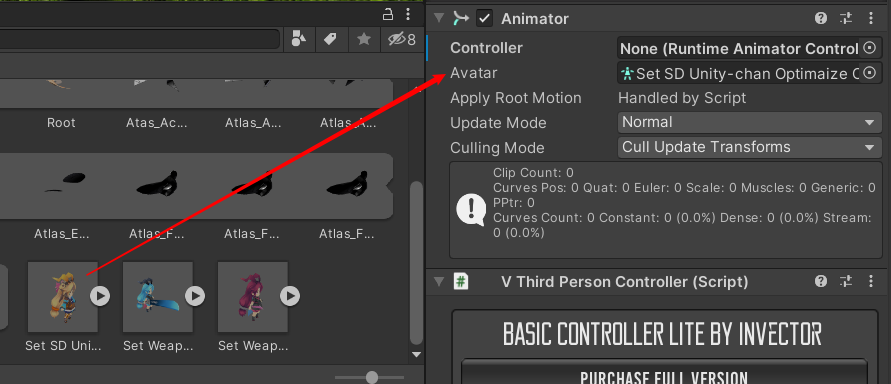 8
Root
Atas_Ac...
Atlas_A...
Atlas_A...
Atlas_E...
Atlas_F...
Atlas_F...
Atlas_F...
Set SD Uni...
Set Weap...
Set Weap...
Animator
Controller
None (Runtime Animator Control
Avatar
Set SD Unity-chan Optimaize C
Apply Root Motion
Handled by Script
Update Mode
Normal
Culling Mode
Cull Update Transforms
Clip Count: 0
Curves Pos: 0 Quat: 0 Euler: 0 Scale: 0 Muscles: 0 Generic: 0
PPtr: 0
Curves Count: 0 Constant: 0 (0.0%) Dense: 0 (0.0%) Stream:
0 (0.0%)
#
V Third Person Controller (Script)
BASIC CONTROLLER LITE BY INVECTOR
PURCHASE FULL VERSION